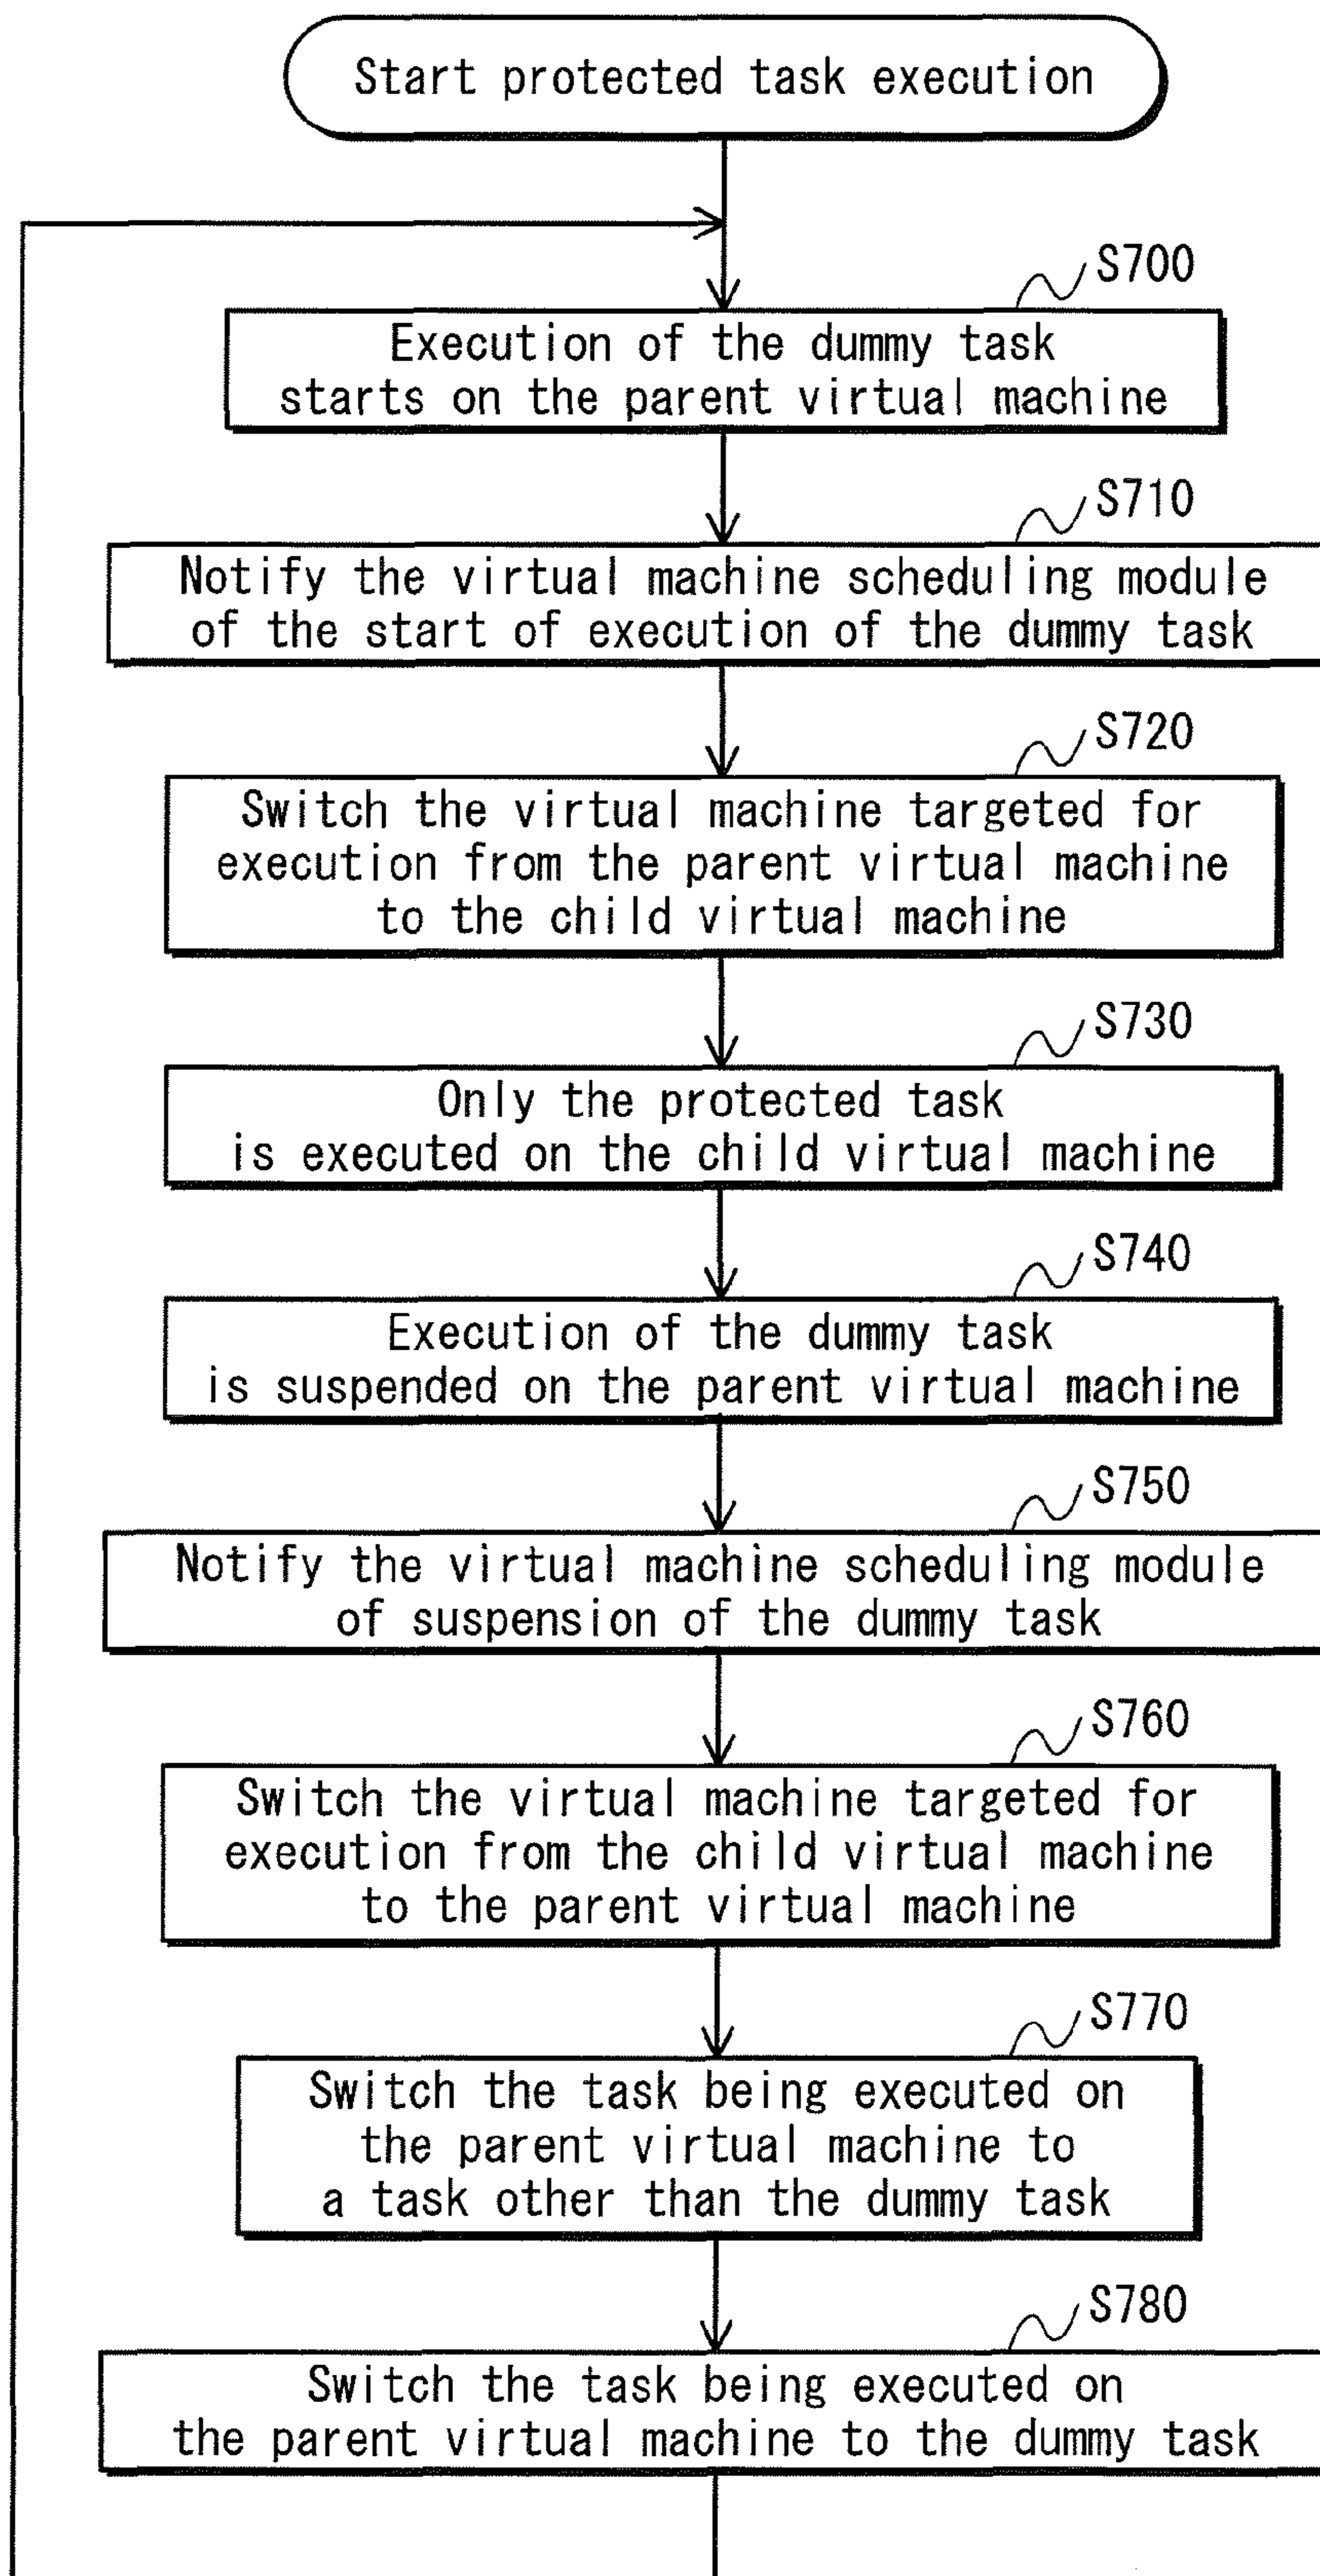 Start protected task execution
S700
Execution of the dummy task
starts on the parent virtual machine
S710
Notify the virtual machine scheduling module
of the start of execution of the dummy task
S720
Switch the virtual machine targeted for
execution from the parent virtual machine
to the child virtual machine
S730
Only the protected task
is executed on the child virtual machine
S740
Execution of the dummy task
is suspended on the parent virtual machine
S750
Notify the virtual machine scheduling module
of suspension of the dummy task
S760
Switch the virtual machine targeted for
execution from the child virtual machine
to the parent virtual machine
S770
Switch the task being executed on
the parent virtual machine to
a task other than the dummy task
S780
Switch the task being executed on
the parent virtual machine to the dummy task